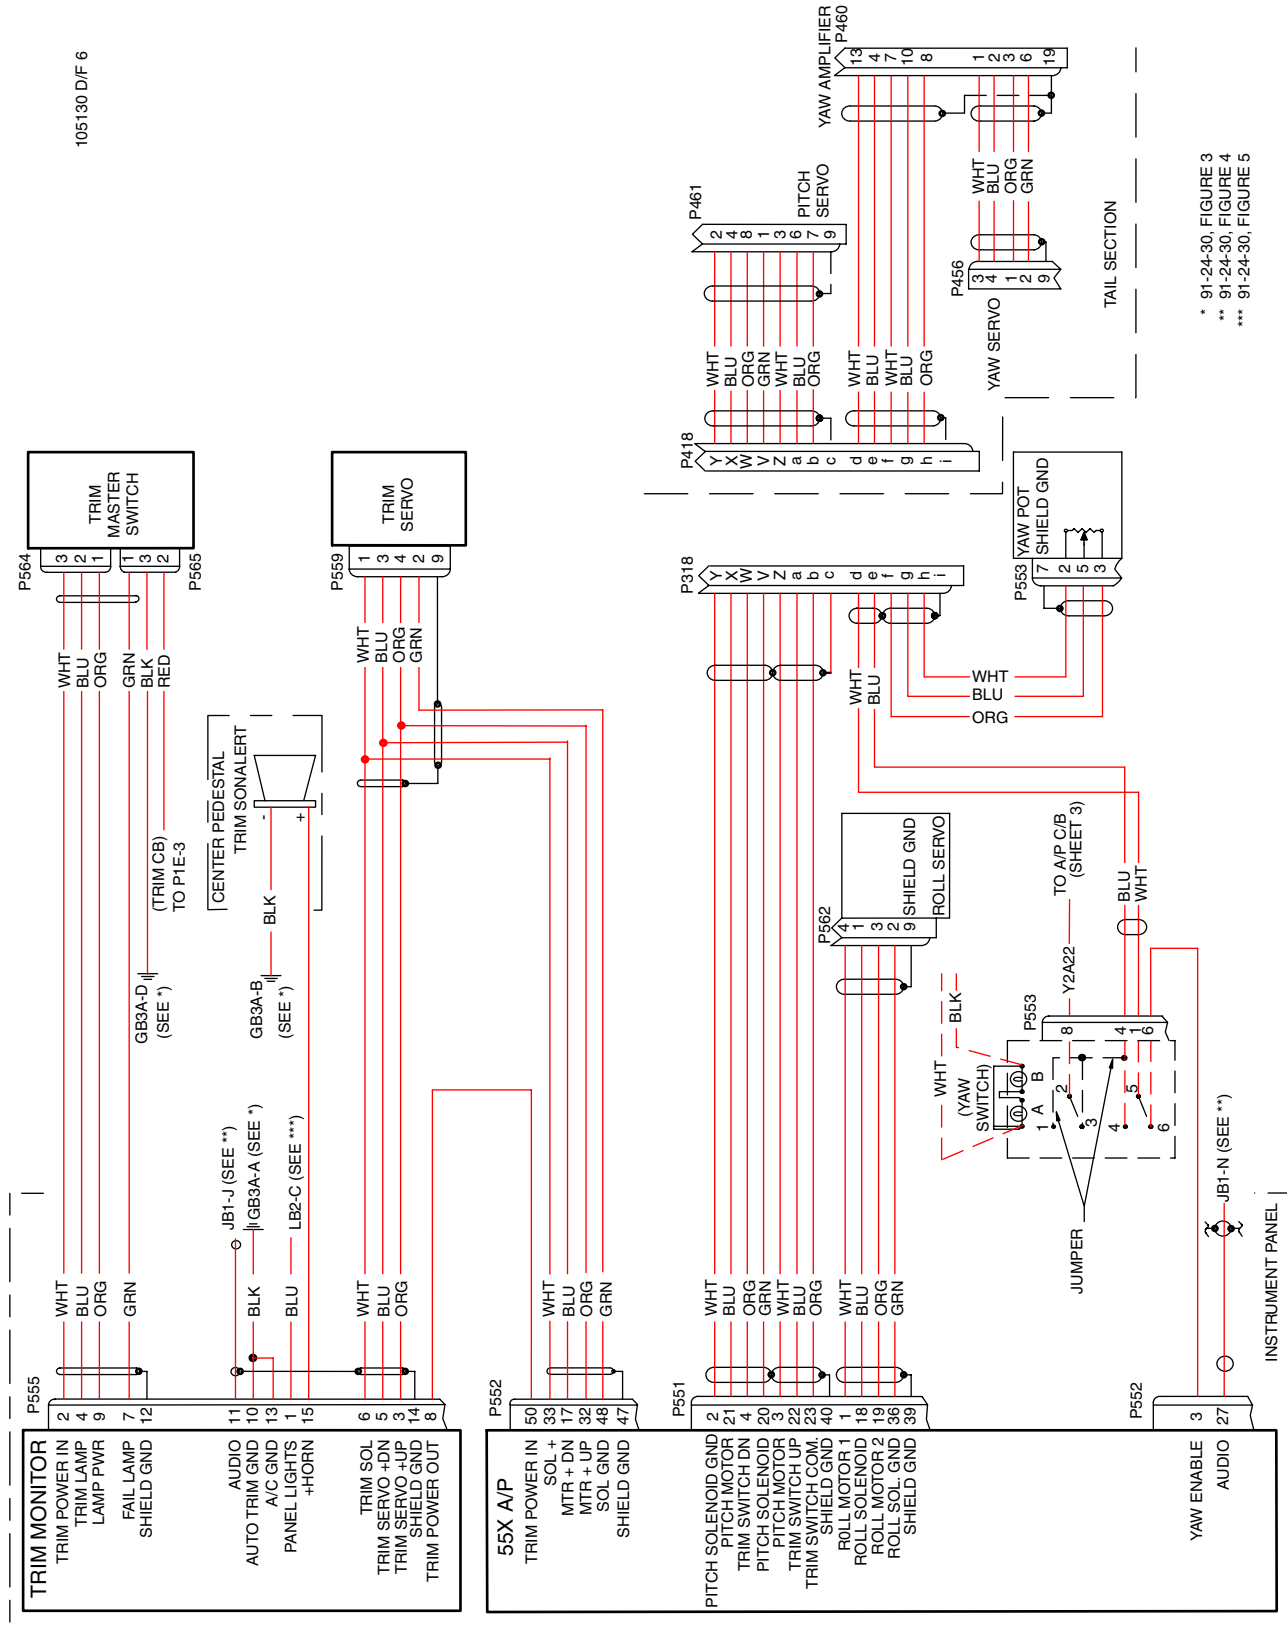 105130 D/F 6
TRIM MONITOR
P555
TRIM POWER IN 2 WHT
TRIM LAMP 4 BLU
LAMP PWR 9 ORG
FAIL LAMP 7 GRN
SHIELD GND 12
AUDIO 11 JB1-J (SEE **)
AUTO TRIM GND 10 BLK GB3A-A (SEE *)
A/C GND 13
PANEL LIGHTS 1 BLU LB2-C (SEE ***)
+HORN 15
TRIM SOL 6 WHT
TRIM SERVO +DN 5 BLU
TRIM SERVO +UP 3 ORG
SHIELD GND 14
TRIM POWER OUT 8
WHT 3
BLU 2
ORG 1
P564
GRN 1
BLK 3
RED 2
P565
TRIM
MASTER
SWITCH
GB3A-D
(SEE *)
(TRIM CB)
TO P1E-3
CENTER PEDESTAL
TRIM SONALERT
-
+
BLK
GB3A-B
(SEE *)
P559
WHT 1
BLU 3
ORG 4
GRN 2
9
TRIM
SERVO
55X A/P
P552
TRIM POWER IN 50
SOL + 33 WHT
MTR + DN 17 BLU
MTR + UP 32 ORG
SOL GND 48 GRN
SHIELD GND 47
P551
PITCH SOLENOID GND 2 WHT
PITCH MOTOR 21 BLU
TRIM SWITCH DN 4 ORG
PITCH SOLENOID 20 GRN
PITCH MOTOR 3 WHT
TRIM SWITCH UP 22 BLU
TRIM SWITCH COM. 23 ORG
SHIELD GND 40
ROLL MOTOR 1 1 WHT
ROLL SOLENOID 18 BLU
ROLL MOTOR 2 19 ORG
ROLL SOL. GND 36 GRN
SHIELD GND 39
P552
YAW ENABLE 3
AUDIO 27 JB1-N (SEE **)
INSTRUMENT PANEL
P562
4
1
3
2
9
SHIELD GND
ROLL SERVO
WHT
BLK
(YAW
SWITCH)
A B
1 2 3
4 5 6
JUMPER
P553
8 Y2A22 TO A/P C/B
(SHEET 3)
4 BLU
1 WHT
6
P318
Y
X
W
V
Z
a
b
c
d
e
f
g
h
i
WHT
BLU
WHT
BLU
ORG
P553
7
2
5
3
YAW POT
SHIELD GND
P418
Y WHT
X BLU
W ORG
V GRN
Z WHT
a BLU
b ORG
c
d WHT
e BLU
f WHT
g BLU
h ORG
i
P461
2
4
8
1
3
6
7
9
PITCH
SERVO
YAW AMPLIFIER
P460
13
4
7
10
8
1
2
3
6
19
WHT
BLU
ORG
GRN
P456
3
4
1
2
9
YAW SERVO
TAIL SECTION
* 91-24-30, FIGURE 3
** 91-24-30, FIGURE 4
*** 91-24-30, FIGURE 5